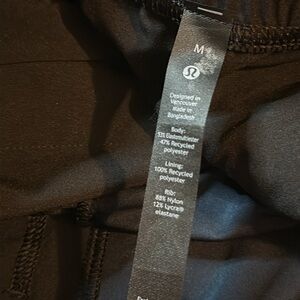 M
Designed in
Vancouver
Made in
Bangladesh
Body:
53% Elastomultiester
47% Recycled
polyester
Lining:
100% Recycled
polyester
Rib:
88% Nylon
12% Lycra®
elastane